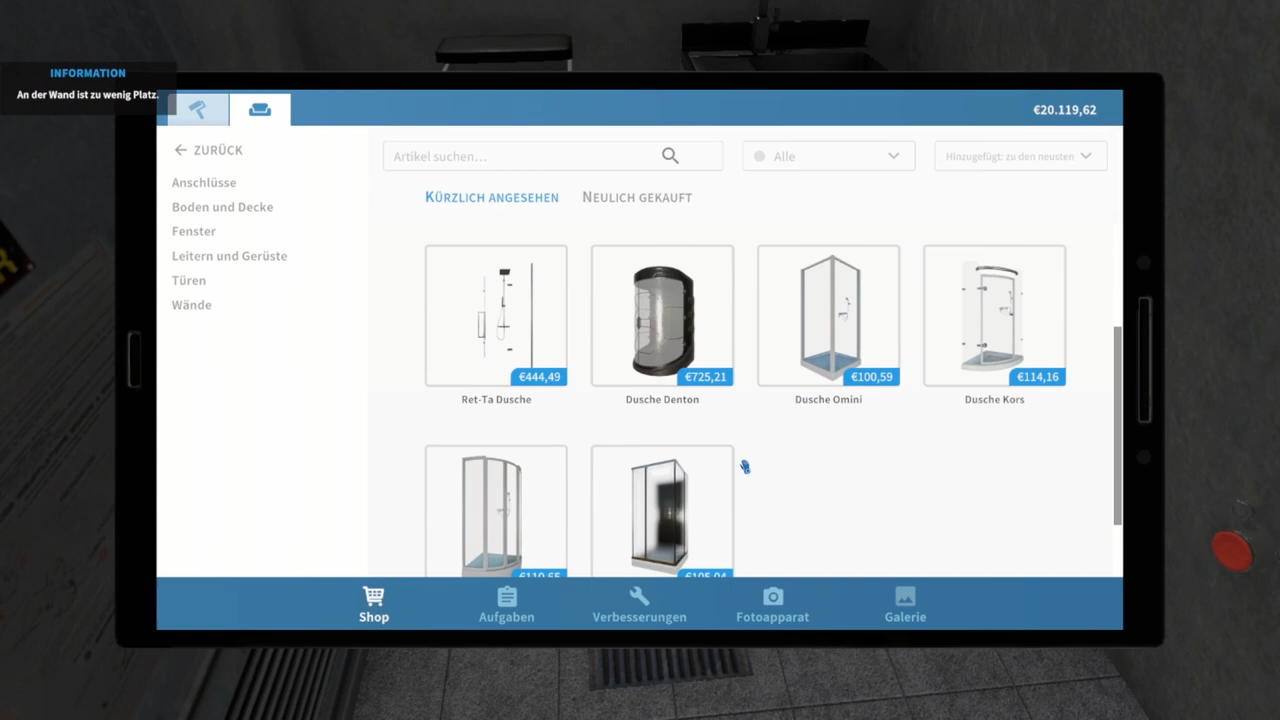 INFORMATION
An der Wand ist zu wenig Platz.
€20.119,62
ZURÜCK
Artikel suchen...
Alle
Hinzugefügt: zu den neusten
Anschlüsse
Boden und Decke
Fenster
Leitern und Gerüste
Türen
Wände
KÜRZLICH ANGESEHEN
NEULICH GEKAUFT
€444,49
€725,21
€100,59
€114,16
Ret-Ta Dusche
Dusche Denton
Dusche Omini
Dusche Kors
Shop
Aufgaben
Verbesserungen
Fotoapparat
Galerie